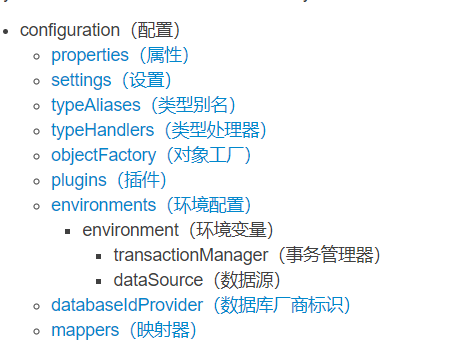 configuration（配置）
properties（属性）
settings（设置）
typeAliases（类型别名）
typeHandlers（类型处理器）
objectFactory（对象工厂）
plugins（插件）
environments（环境配置）
environment（环境变量）
transactionManager（事务管理器）
dataSource（数据源）
databaseIdProvider（数据库厂商标识）
mappers（映射器）